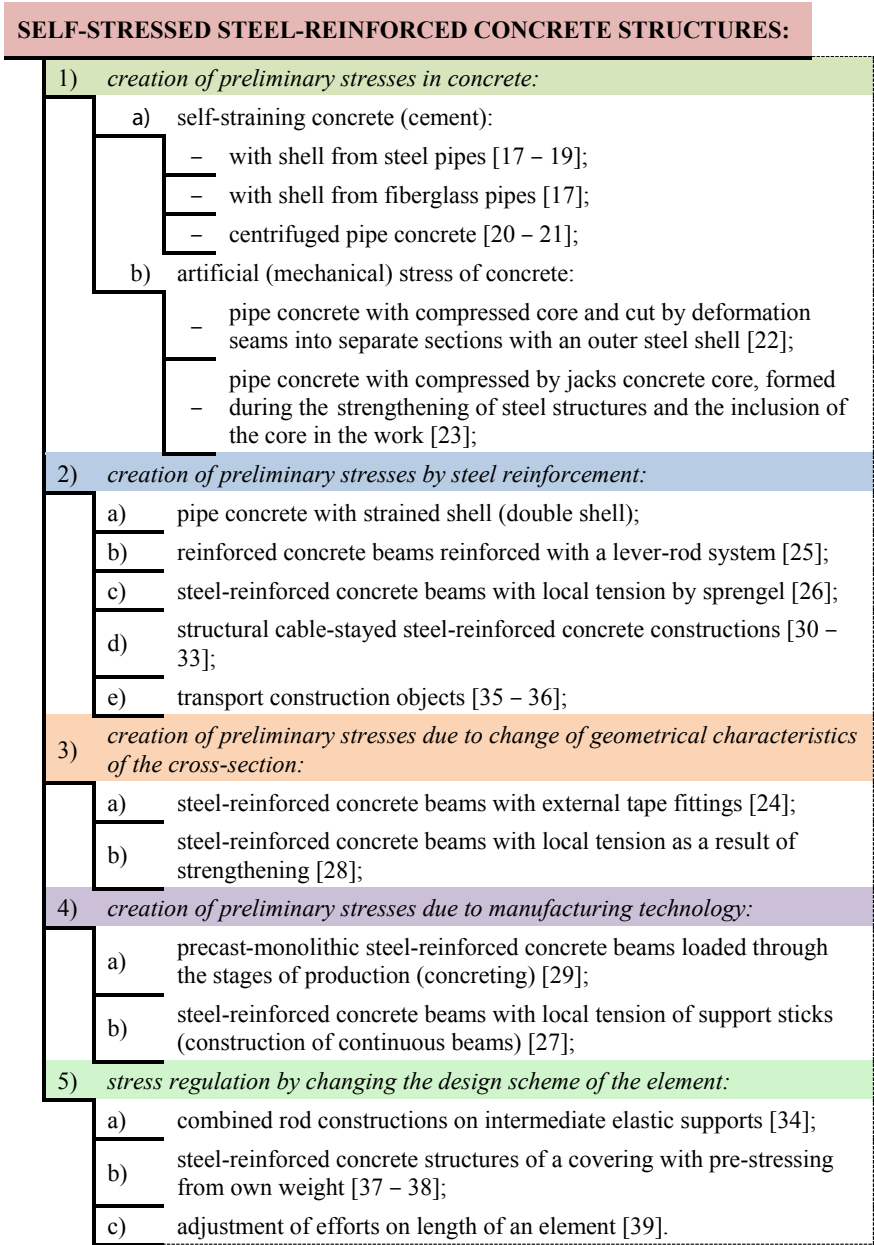 SELF-STRESSED STEEL-REINFORCED CONCRETE STRUCTURES:
1) creation of preliminary stresses in concrete:
a) self-straining concrete (cement):
– with shell from steel pipes [17 – 19];
– with shell from fiberglass pipes [17];
– centrifuged pipe concrete [20 – 21];
b) artificial (mechanical) stress of concrete:
– pipe concrete with compressed core and cut by deformation
seams into separate sections with an outer steel shell [22];
– pipe concrete with compressed by jacks concrete core, formed
during the strengthening of steel structures and the inclusion of
the core in the work [23];
2) creation of preliminary stresses by steel reinforcement:
a) pipe concrete with strained shell (double shell);
b) reinforced concrete beams reinforced with a lever-rod system [25];
c) steel-reinforced concrete beams with local tension by sprengel [26];
d) structural cable-stayed steel-reinforced concrete constructions [30 –
33];
e) transport construction objects [35 – 36];
3) creation of preliminary stresses due to change of geometrical characteristics
of the cross-section:
a) steel-reinforced concrete beams with external tape fittings [24];
b) steel-reinforced concrete beams with local tension as a result of
strengthening [28];
4) creation of preliminary stresses due to manufacturing technology:
a) precast-monolithic steel-reinforced concrete beams loaded through
the stages of production (concreting) [29];
b) steel-reinforced concrete beams with local tension of support sticks
(construction of continuous beams) [27];
5) stress regulation by changing the design scheme of the element:
a) combined rod constructions on intermediate elastic supports [34];
b) steel-reinforced concrete structures of a covering with pre-stressing
from own weight [37 – 38];
c) adjustment of efforts on length of an element [39].